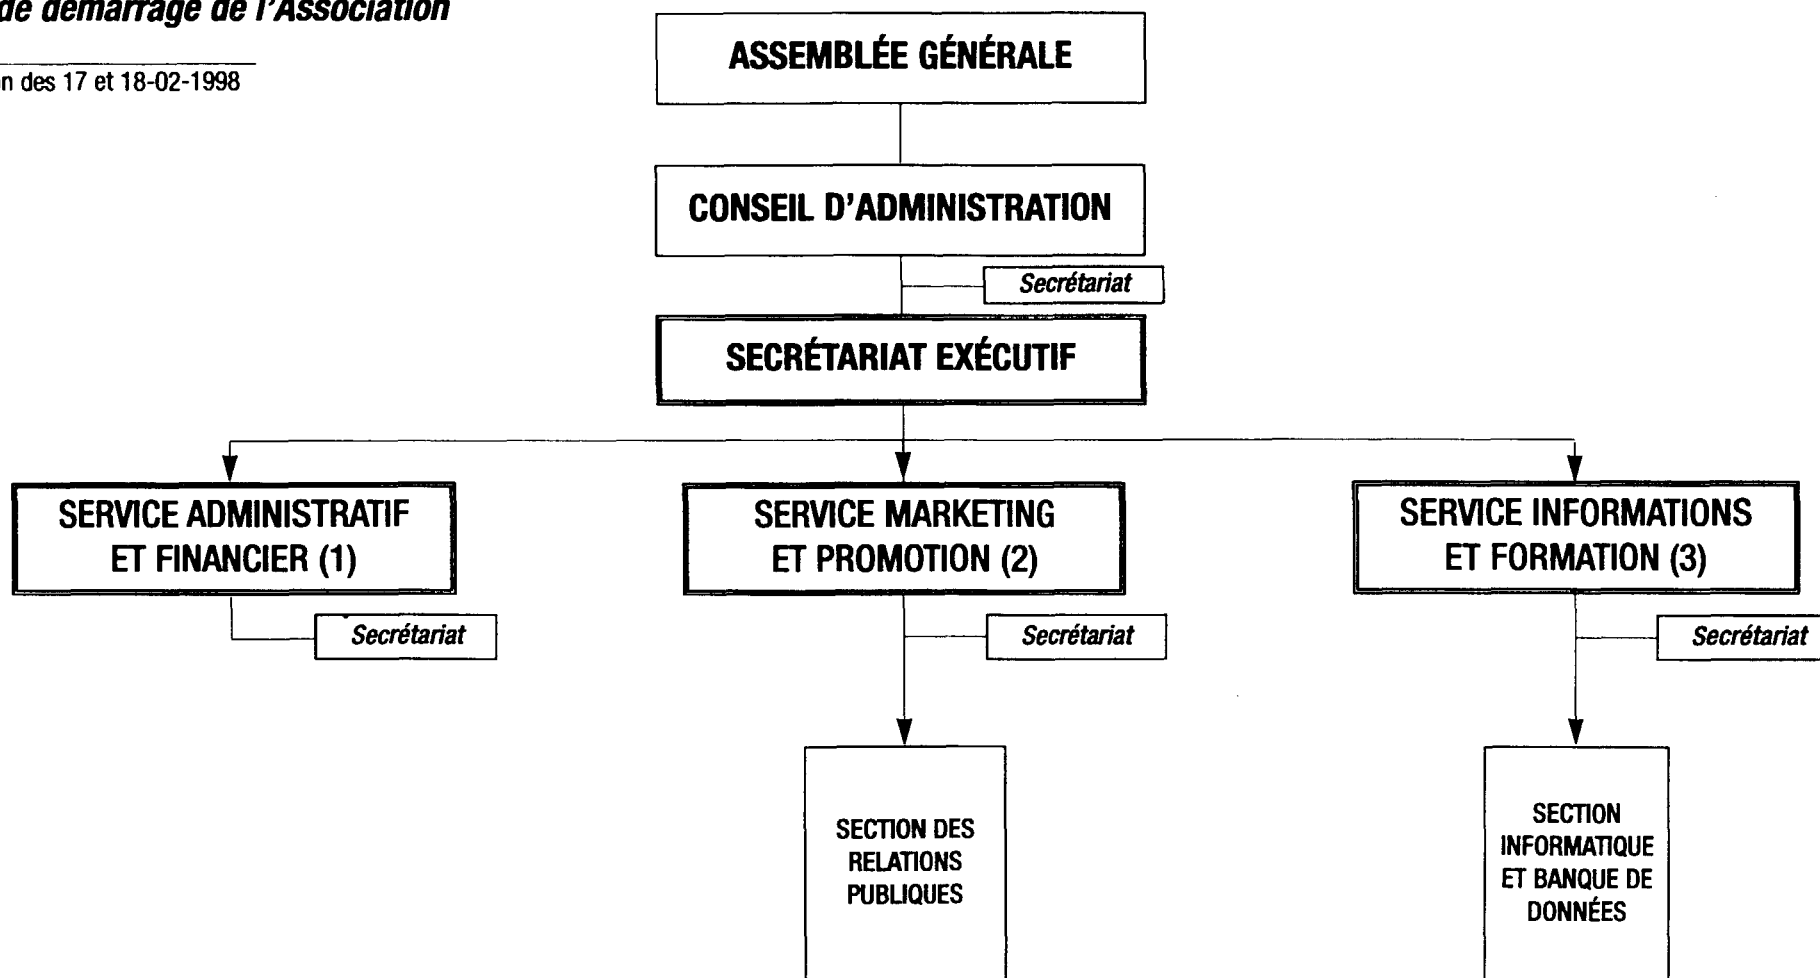 de démarrage de l'Association
n des 17 et 18-02-1998
ASSEMBLÉE GÉNÉRALE
CONSEIL D'ADMINISTRATION
Secrétariat
SECRÉTARIAT EXÉCUTIF
SERVICE ADMINISTRATIF
ET FINANCIER (1)
SERVICE MARKETING
ET PROMOTION (2)
SERVICE INFORMATIONS
ET FORMATION (3)
Secrétariat
Secrétariat
Secrétariat
SECTION DES
RELATIONS
PUBLIQUES
SECTION
INFORMATIQUE
ET BANQUE DE
DONNÉES